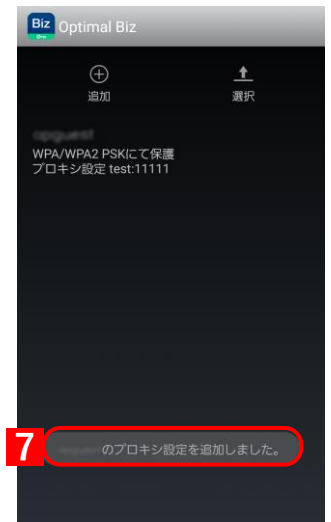 Biz Optimal Biz
追加 選択
WPA/WPA2 PSKにて保護
プロキシ設定 test:11111
7 のプロキシ設定を追加しました。